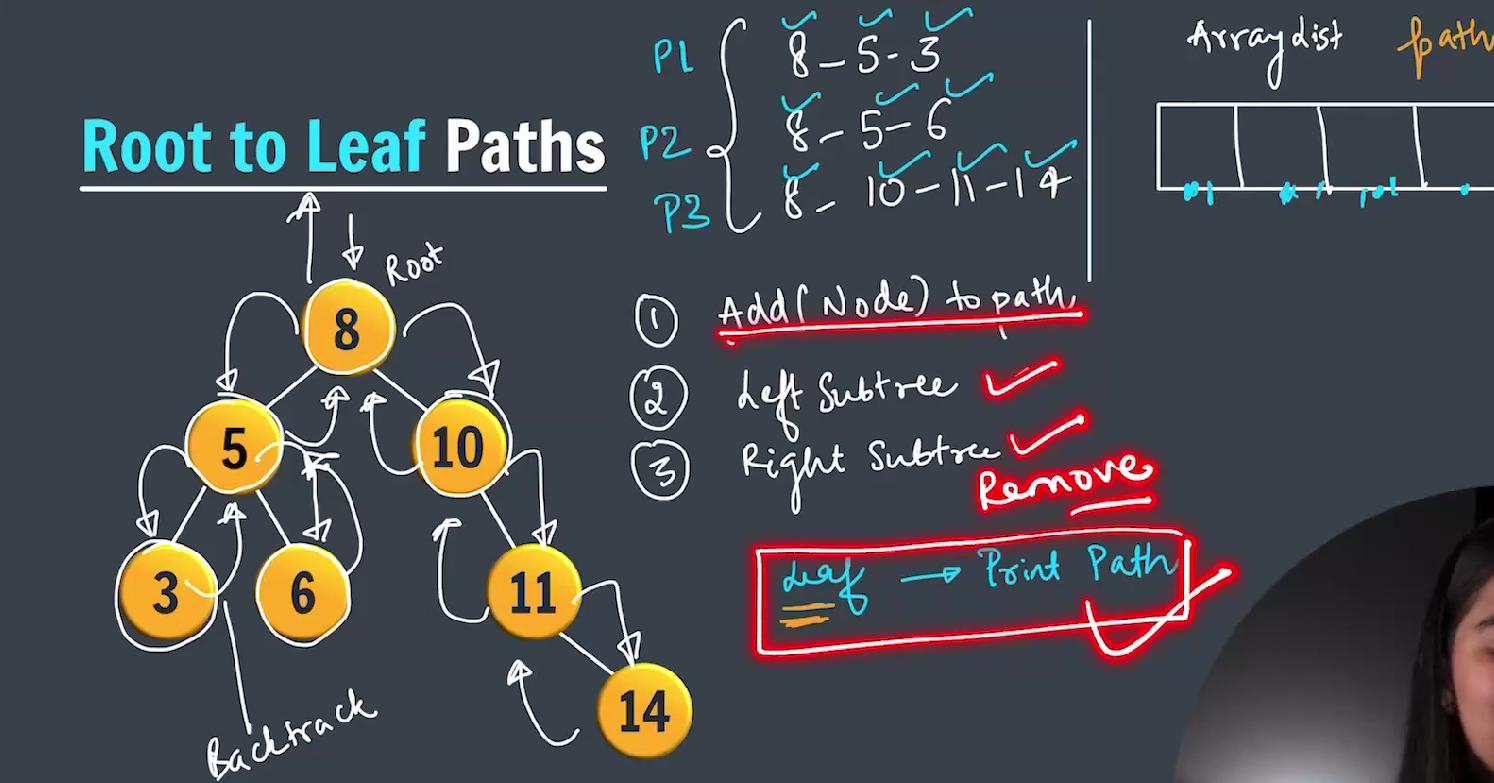 Root to Leaf Paths
P1 8 - 5 - 3
P2 8 - 5 - 6
P3 8 - 10 - 11 - 14
Arraydist path
Root
8
5
10
3
6
11
14
Backtrack
1 Add(Node) to path,
2 Left Subtree
3 Right Subtree
Remove
Leaf → Print Path